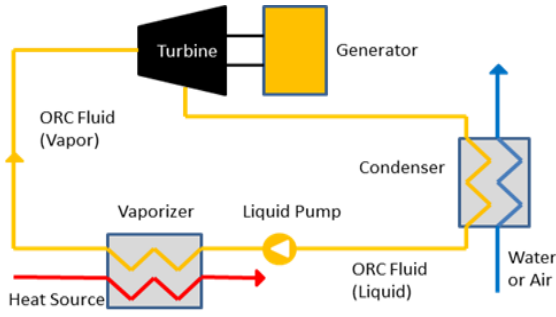 Turbine
Generator
ORC Fluid
(Vapor)
Condenser
Vaporizer
Liquid Pump
Water
or Air
ORC Fluid
(Liquid)
Heat Source